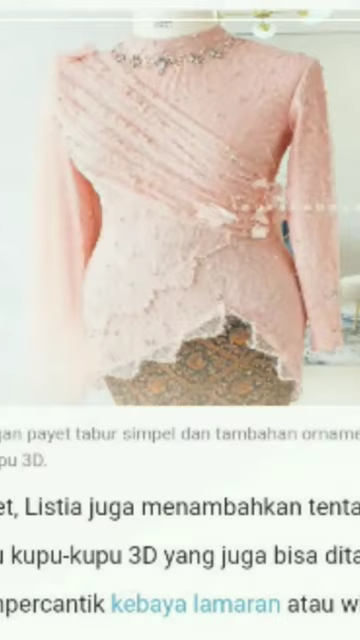 gan payet tabur simpel dan tambahan orname
pu 3D.
et, Listia juga menambahkan tenta
u kupu-kupu 3D yang juga bisa dita
percantik kebaya lamaran atau w